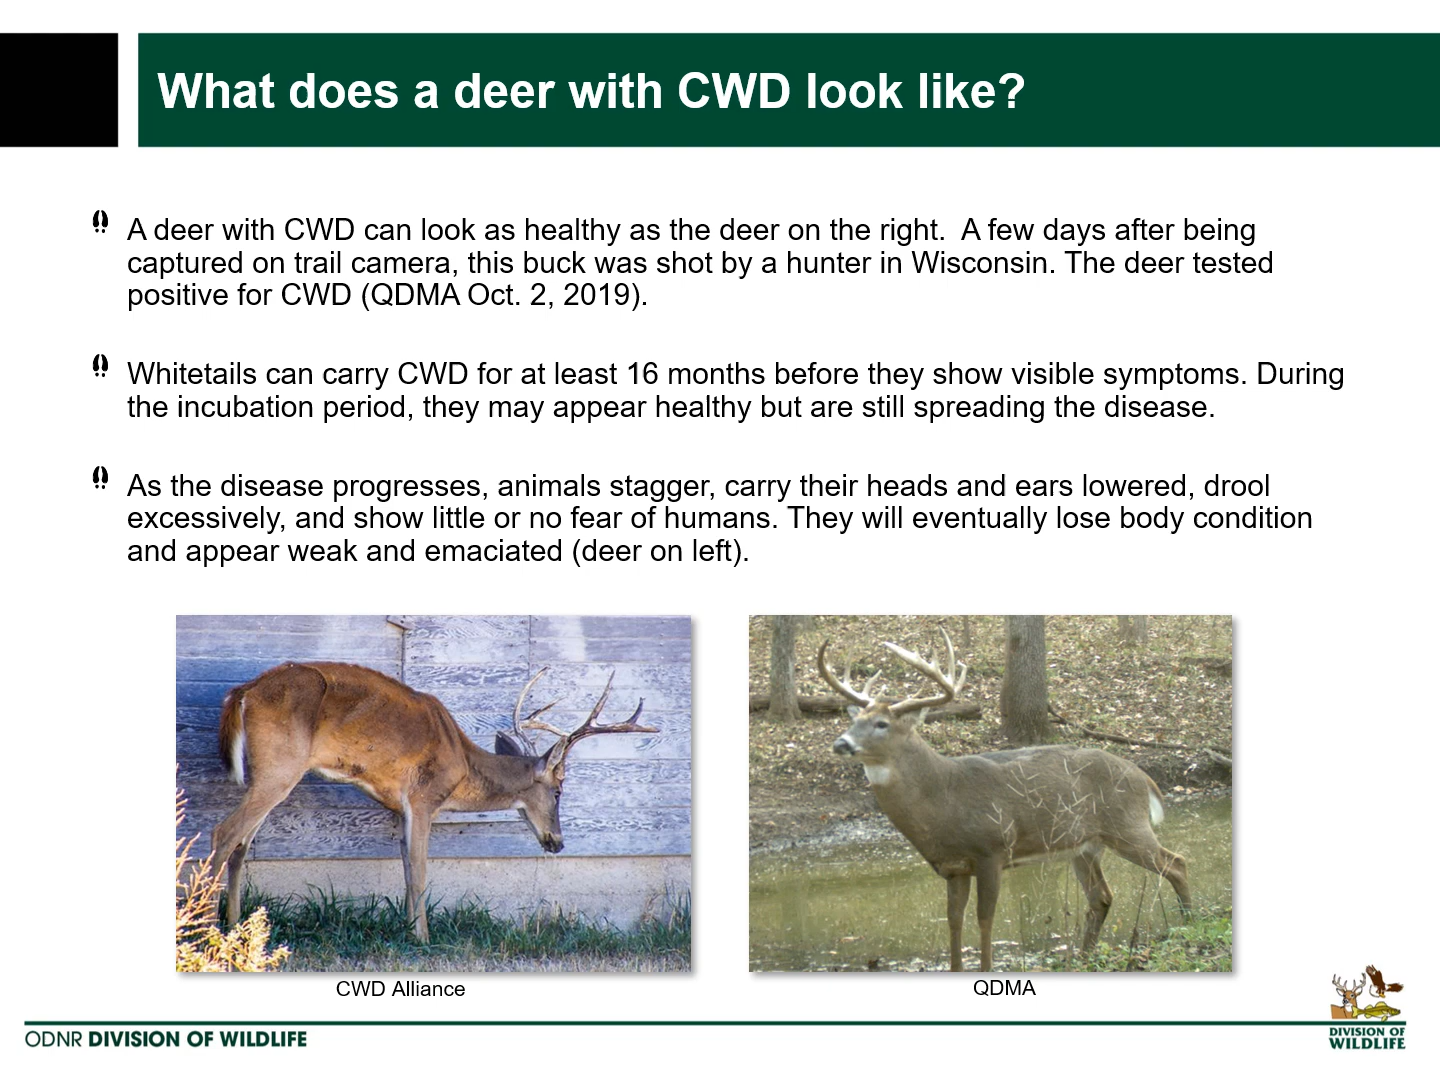 What does a deer with CWD look like?
A deer with CWD can look as healthy as the deer on the right.  A few days after being
captured on trail camera, this buck was shot by a hunter in Wisconsin. The deer tested
positive for CWD (QDMA Oct. 2, 2019).
Whitetails can carry CWD for at least 16 months before they show visible symptoms. During
the incubation period, they may appear healthy but are still spreading the disease.
As the disease progresses, animals stagger, carry their heads and ears lowered, drool
excessively, and show little or no fear of humans. They will eventually lose body condition
and appear weak and emaciated (deer on left).
CWD Alliance
QDMA
ODNR DIVISION OF WILDLIFE
DIVISION OF
WILDLIFE